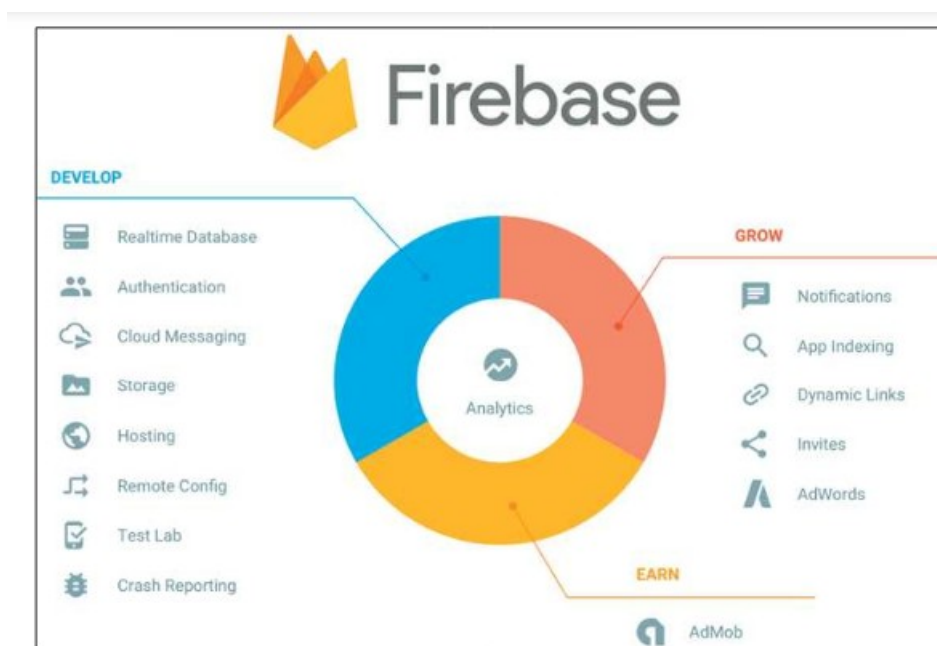 Firebase
DEVELOP
Realtime Database
Authentication
Cloud Messaging
Storage
Hosting
Remote Config
Test Lab
Crash Reporting
Analytics
GROW
Notifications
App Indexing
Dynamic Links
Invites
AdWords
EARN
AdMob